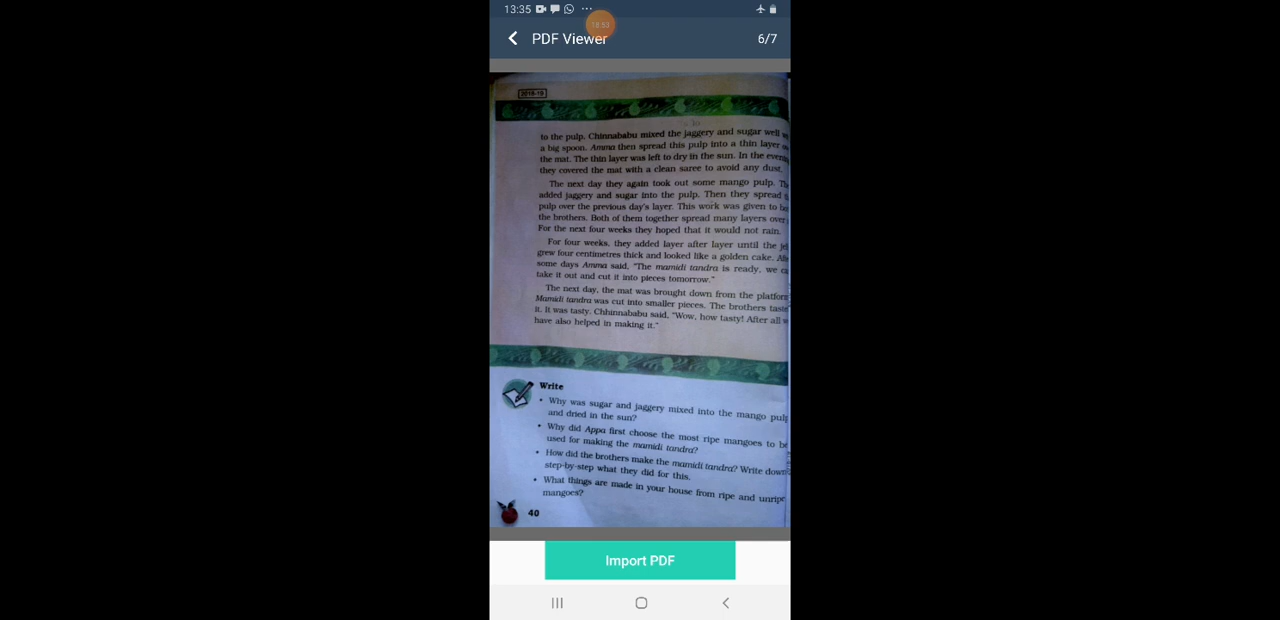 13:35
18:53
PDF Viewer
6/7
2018-19
to the pulp. Chinnababu mixed the jaggery and sugar well
a big spoon. Amma then spread this pulp into a thin layer
the mat. The thin layer was left to dry in the sun. In the
they covered the mat with a clean saree to avoid any dust.
The next day they again took out some mango pulp.
added jaggery and sugar into the pulp. Then they spread
pulp over the previous day's layer. This work was given to
the brothers. Both of them together spread many layers over
For the next four weeks they hoped that it would not rain.
For four weeks, they added layer after layer until the
grew four centimetres thick and looked like a golden cake.
some days Amma said, "The mamidi tandra is ready, we
take it out and cut it into pieces tomorrow."
The next day, the mat was brought down from the
Mamidi tandra was cut into smaller pieces. The brothers
it. It was tasty. Chhinnababu said, "Wow, how tasty! After all
have also helped in making it."
Write
• Why was sugar and jaggery mixed into the mango
and dried in the sun?
• Why did Appa first choose the most ripe mangoes to
used for making the mamidi tandra?
• How did the brothers make the mamidi tandra? Write
step-by-step what they did for this.
• What things are made in your house from ripe and
mangoes?
40
Import PDF